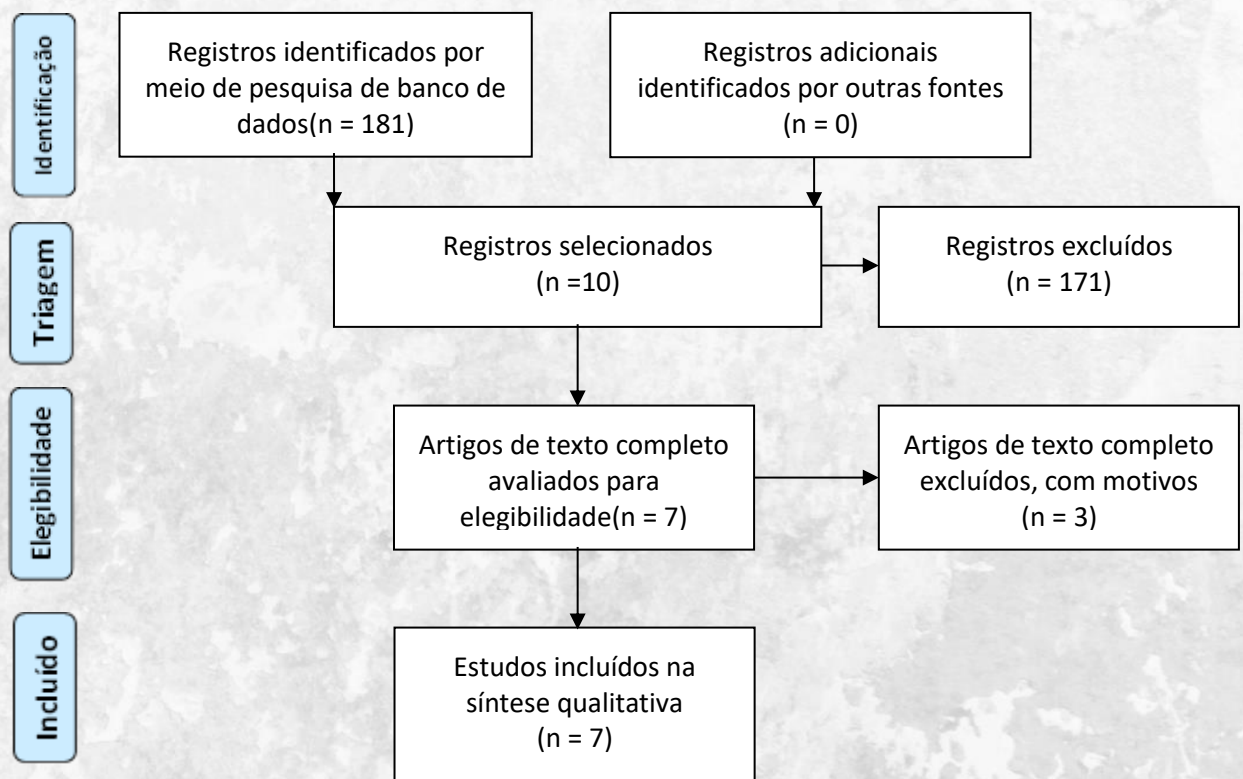 Identificação
Registros identificados por
meio de pesquisa de banco de
dados(n = 181)
Registros adicionais
identificados por outras fontes
(n = 0)
Triagem
Registros selecionados
(n =10)
Registros excluídos
(n = 171)
Elegibilidade
Artigos de texto completo
avaliados para
elegibilidade(n = 7)
Artigos de texto completo
excluídos, com motivos
(n = 3)
Incluído
Estudos incluídos na
síntese qualitativa
(n = 7)